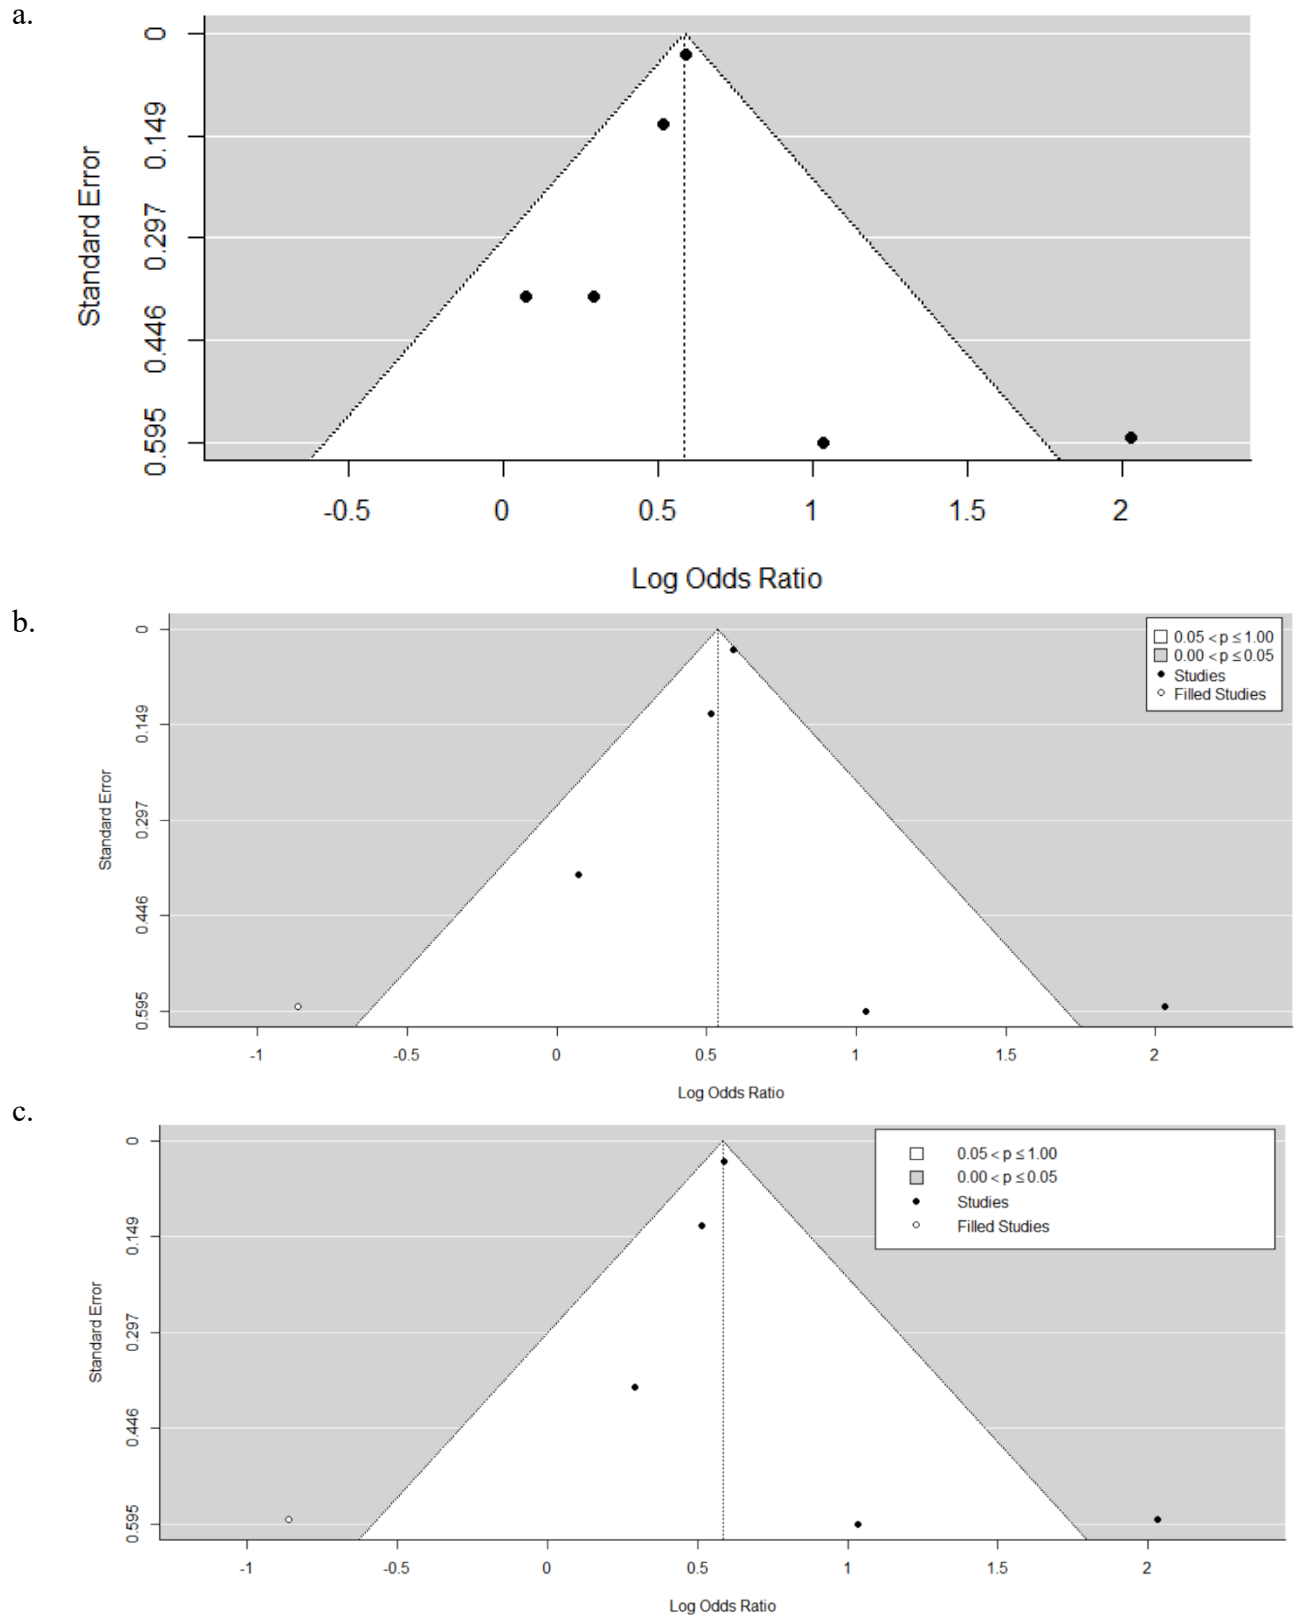 a.
Standard Error
0
0.149
0.297
0.446
0.595
-0.5 0 0.5 1 1.5 2
Log Odds Ratio
b.
Standard Error
0
0.149
0.297
0.446
0.595
0.05 < p ≤ 1.00
0.00 < p ≤ 0.05
Studies
Filled Studies
-1 -0.5 0 0.5 1 1.5 2
Log Odds Ratio
c.
Standard Error
0
0.149
0.297
0.446
0.595
0.05 < p ≤ 1.00
0.00 < p ≤ 0.05
Studies
Filled Studies
-1 -0.5 0 0.5 1 1.5 2
Log Odds Ratio